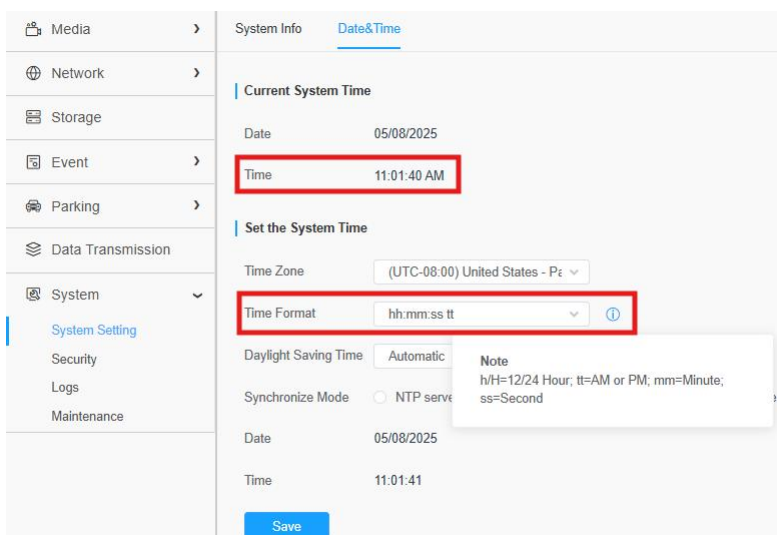 Media
Network
Storage
Event
Parking
Data Transmission
System
System Setting
Security
Logs
Maintenance
System Info Date&Time
Current System Time
Date 05/08/2025
Time 11:01:40 AM
Set the System Time
Time Zone (UTC-08:00) United States - Pa
Time Format hh:mm:ss tt
Daylight Saving Time Automatic
Note
h/H=12/24 Hour; tt=AM or PM; mm=Minute;
ss=Second
Synchronize Mode NTP serve
Date 05/08/2025
Time 11:01:41
Save